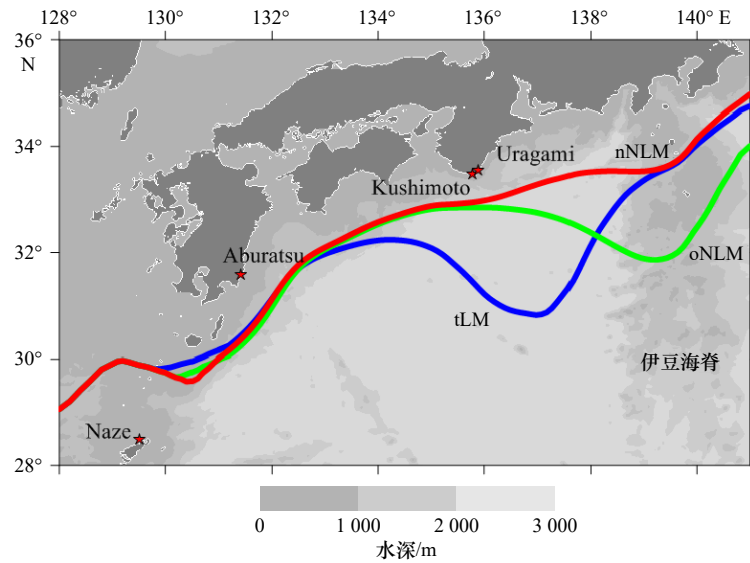 128° 130° 132° 134° 136° 138° 140° E
36°
N
34°
32°
30°
28°
Uragami
nNLM
Kushimoto
Aburatsu
oNLM
tLM
伊豆海脊
Naze
0 1 000 2 000 3 000
水深/m